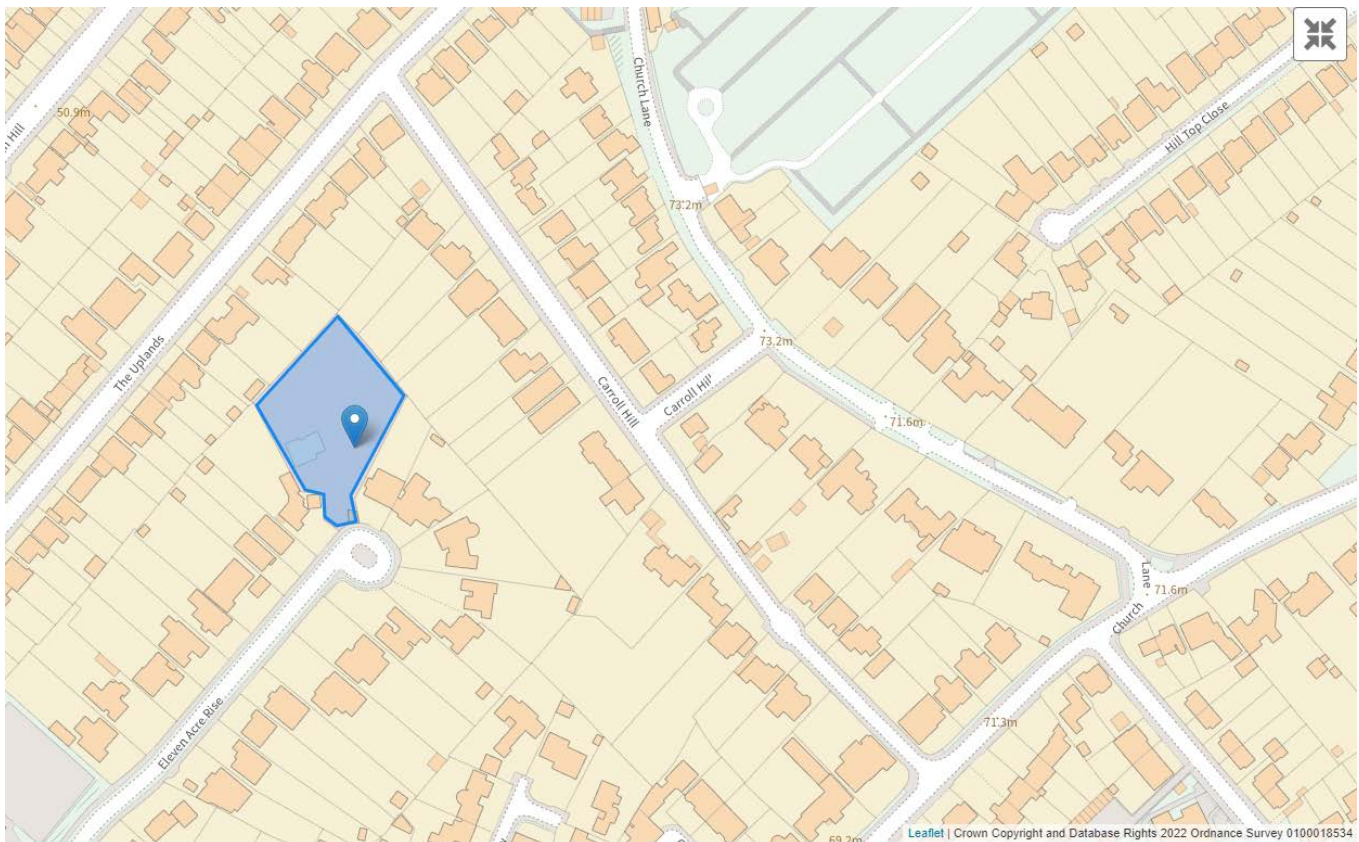 50.9m
Hill
Church Lane
Hill Top Close
73.2m
The Uplands
73.2m
Carroll Hill
Carroll Hill
71.6m
Lane
71.6m
Church
Eleven Acre Rise
71.3m
69.2m
Leaflet | Crown Copyright and Database Rights 2022 Ordnance Survey 0100018534